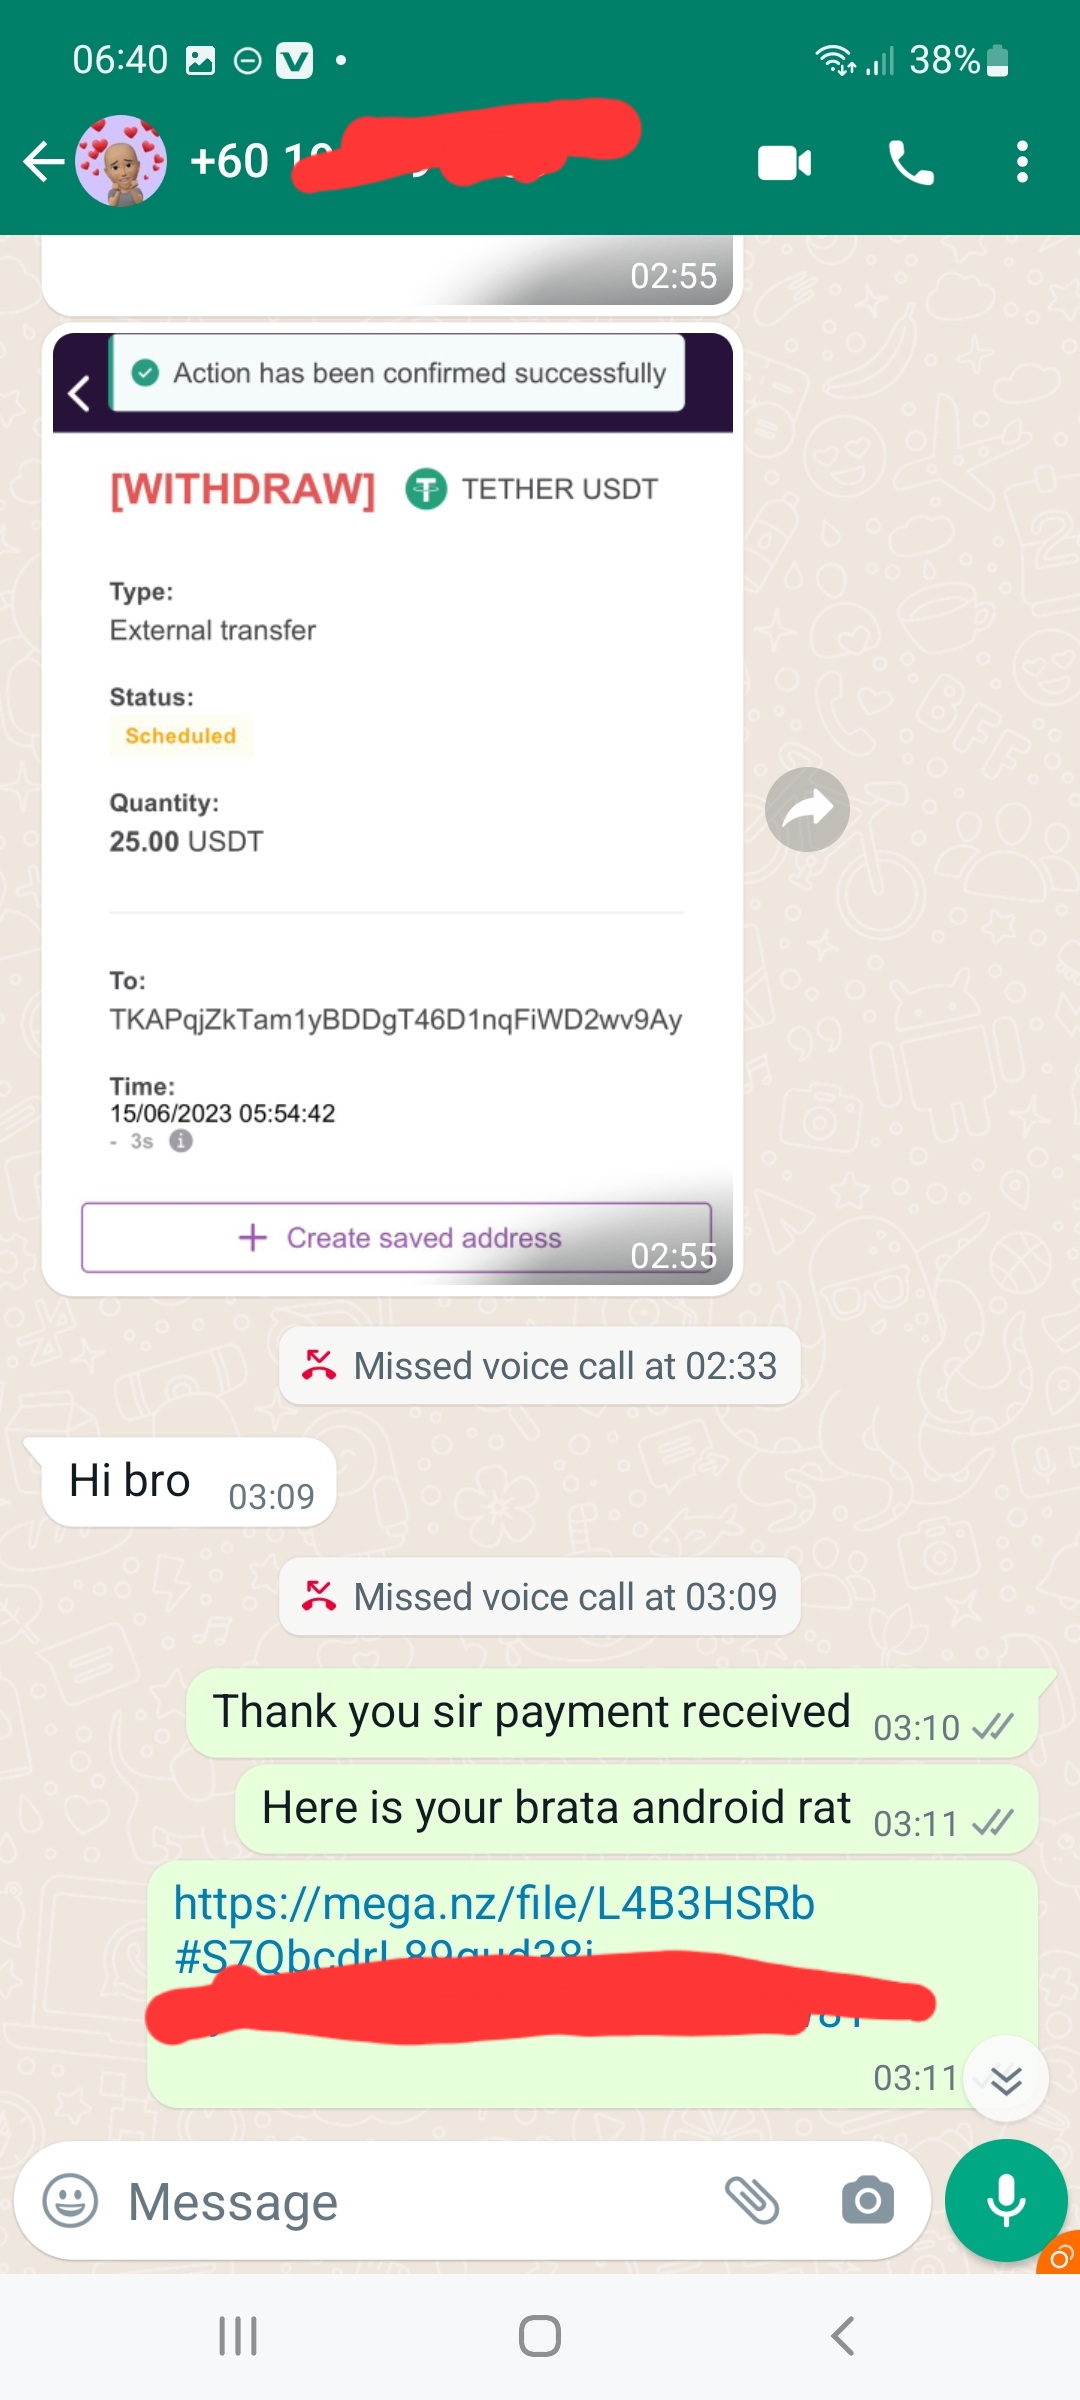 06:40
38%
+60 1
02:55
Action has been confirmed successfully
[WITHDRAW] TETHER USDT
Type:
External transfer
Status:
Scheduled
Quantity:
25.00 USDT
To:
TKAPqjZkTam1yBDDgT46D1nqFiWD2wv9Ay
Time:
15/06/2023 05:54:42
- 3s
+ Create saved address
02:55
Missed voice call at 02:33
Hi bro 03:09
Missed voice call at 03:09
Thank you sir payment received 03:10
Here is your brata android rat 03:11
https://mega.nz/file/L4B3HSRb
03:11
Message